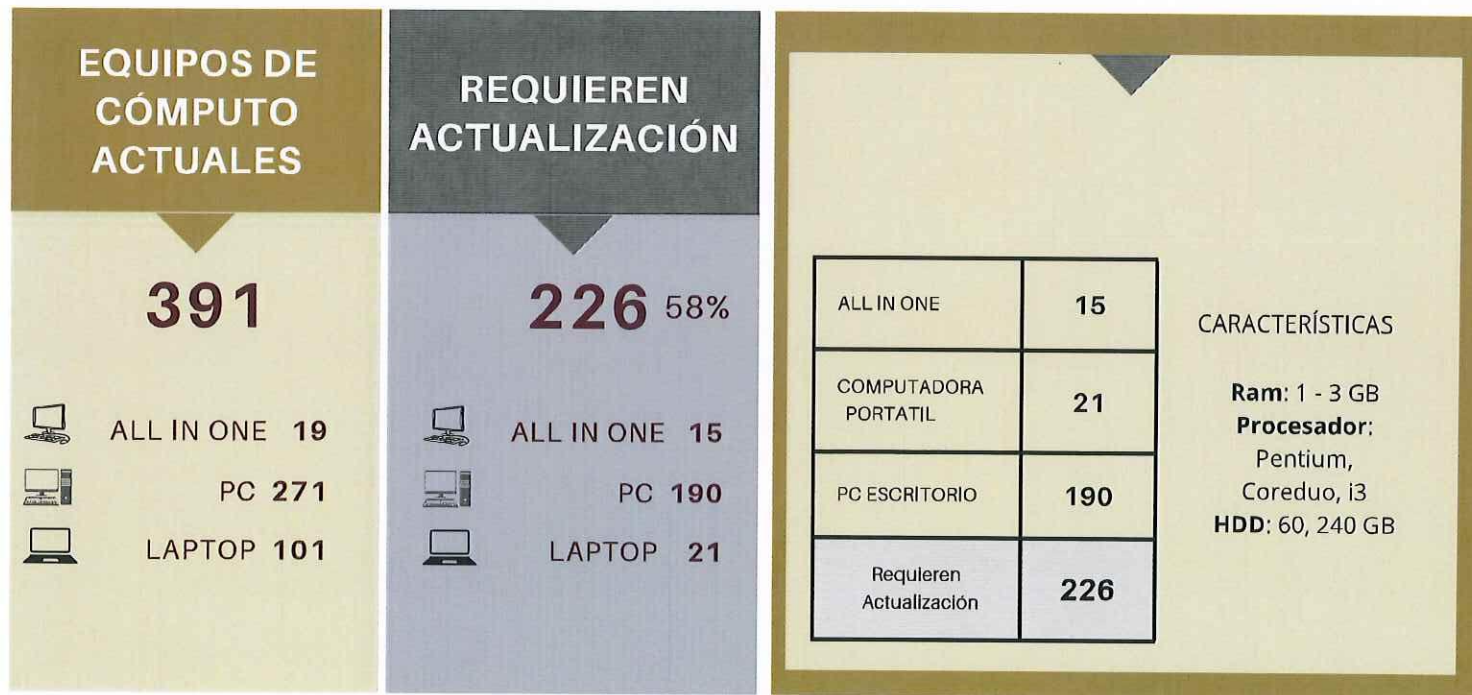 EQUIPOS DE
CÓMPUTO
ACTUALES
391
ALL IN ONE 19
PC 271
LAPTOP 101
REQUIEREN
ACTUALIZACIÓN
226 58%
ALL IN ONE 15
PC 190
LAPTOP 21
ALL IN ONE 15
COMPUTADORA
PORTATIL 21
PC ESCRITORIO 190
Requieren
Actualización 226
CARACTERÍSTICAS
Ram: 1 - 3 GB
Procesador:
Pentium,
Coreduo, i3
HDD: 60, 240 GB